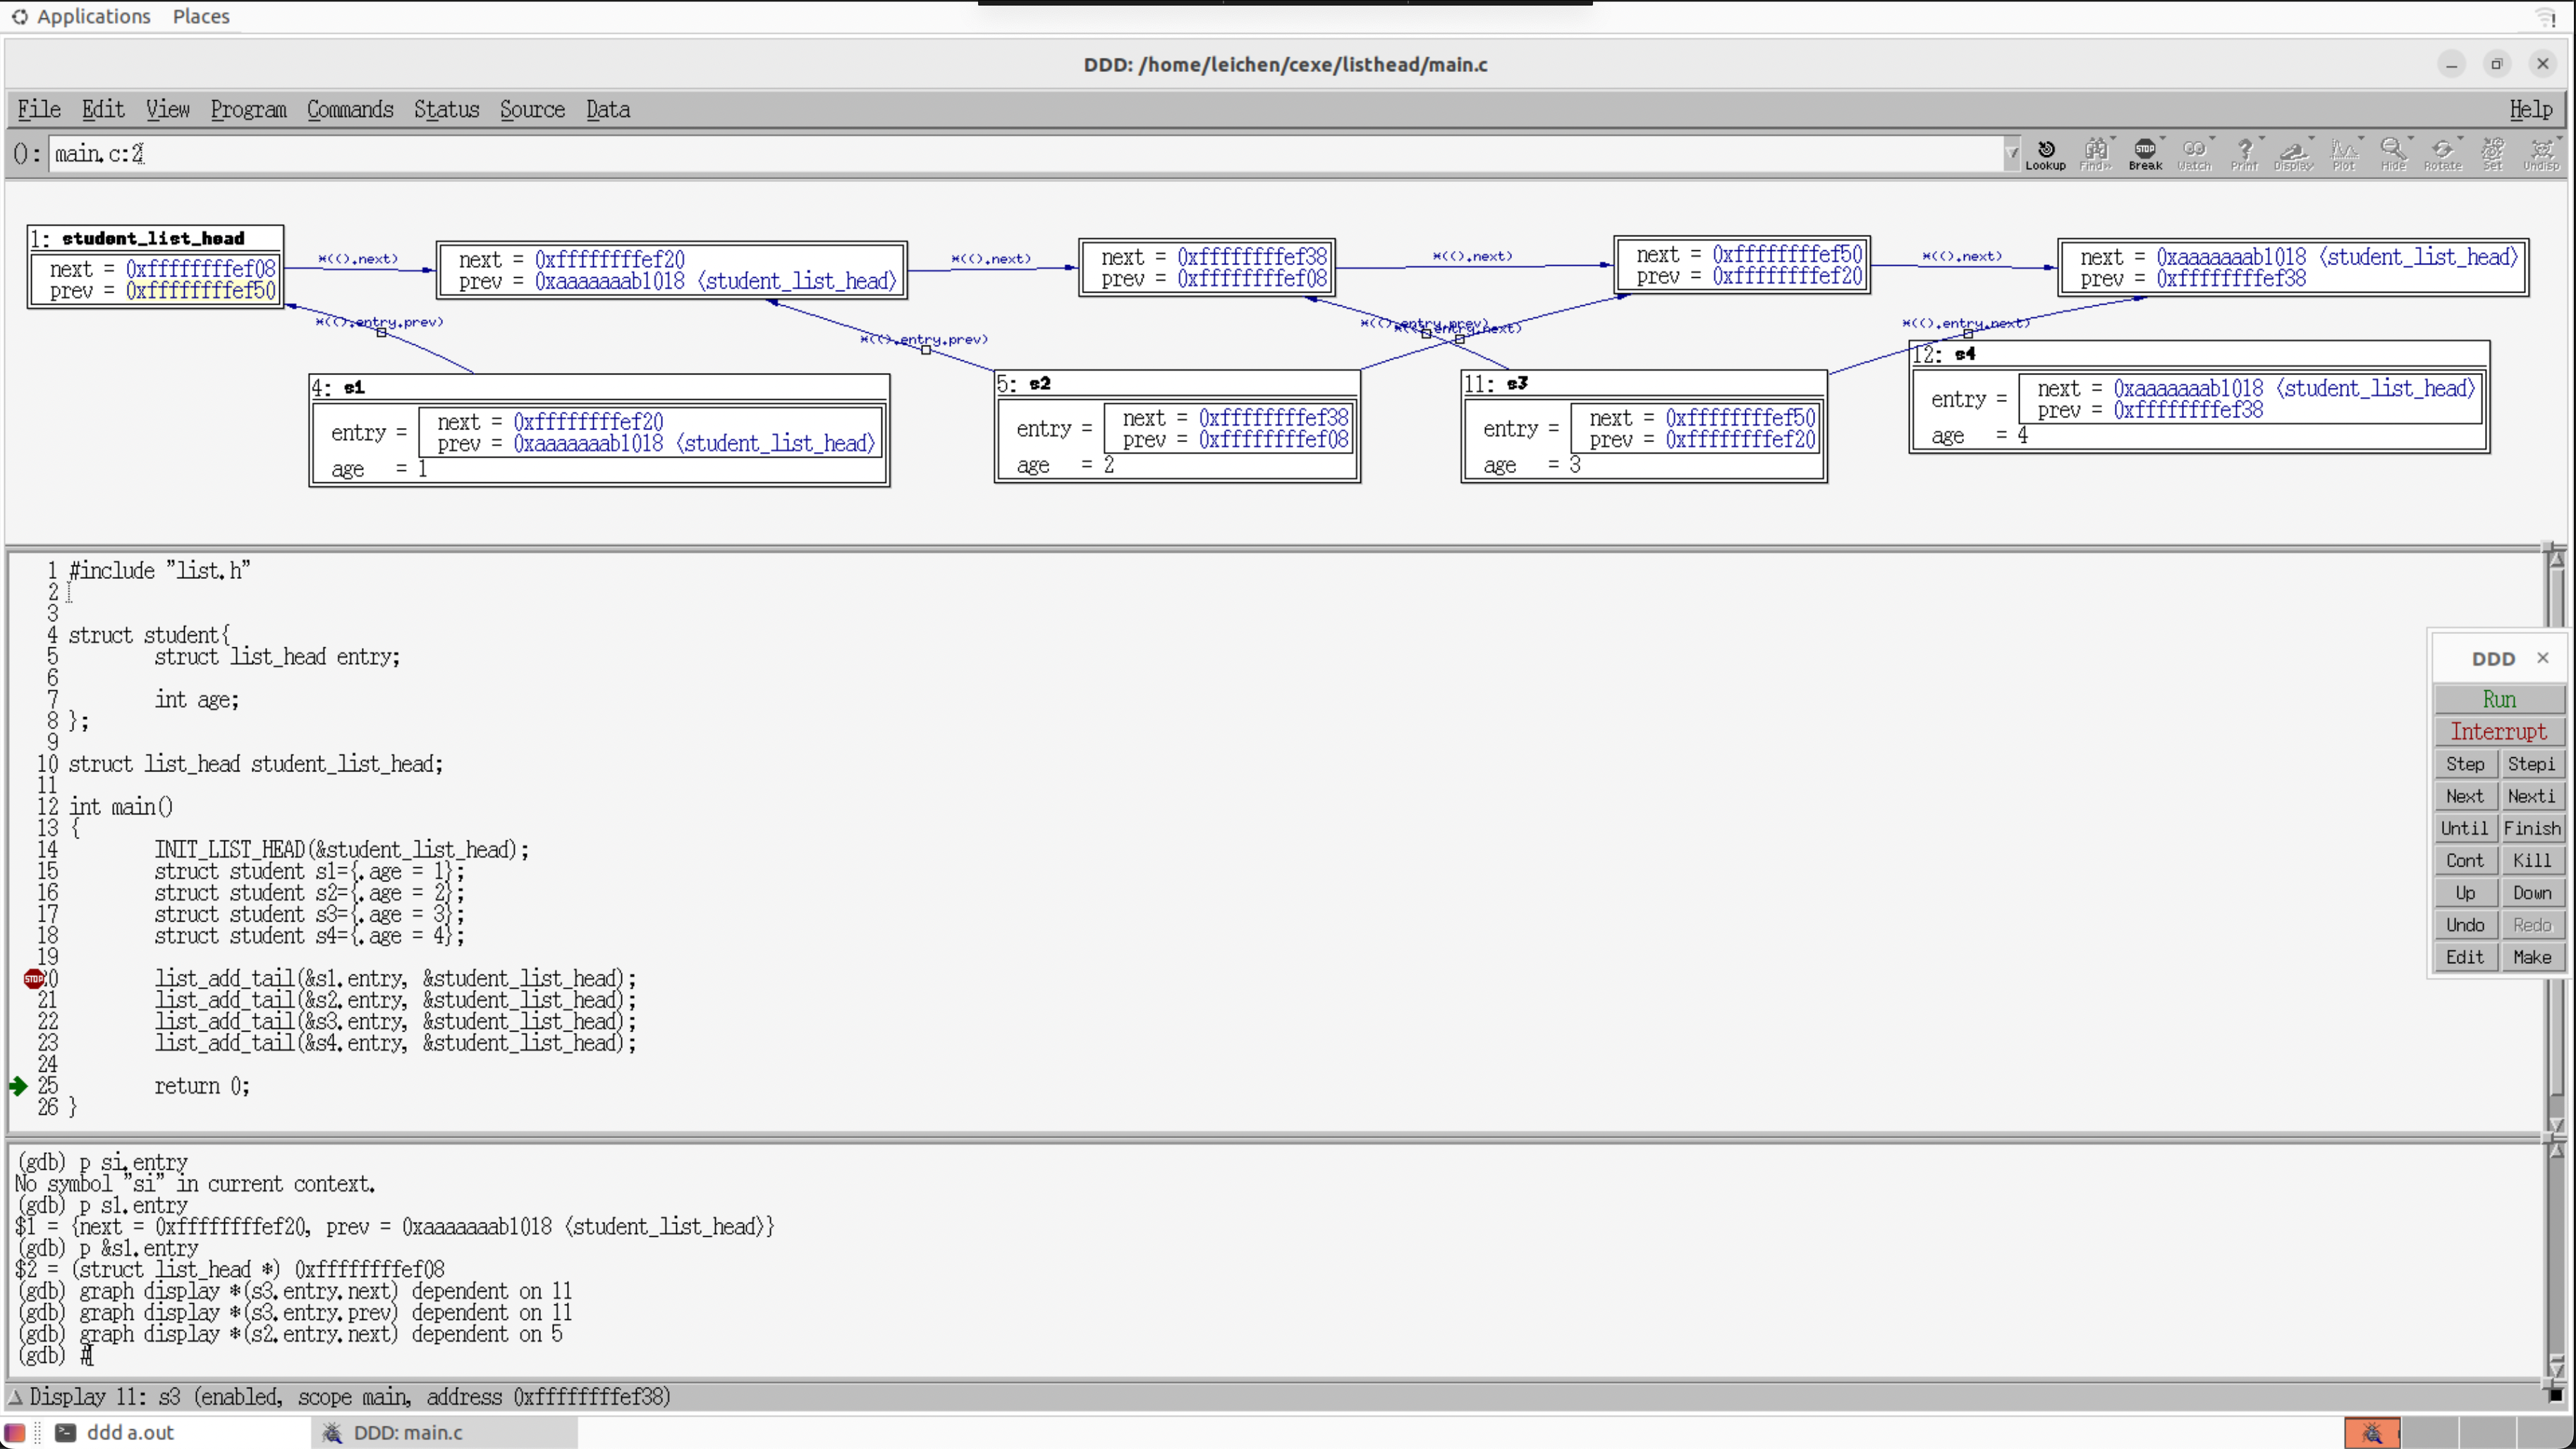 Applications Places
DDD: /home/leichen/cexe/listhead/main.c
File Edit View Program Commands Status Source Data Help
(): main.c:2
Lookup Find» Break Watch Print Display Plot Hide Rotate Set Undisp
1: student_list_head
next = 0xffffffffef08
prev = 0xffffffffef50
*(().next)
next = 0xffffffffef20
prev = 0xaaaaaaab1018 <student_list_head>
*(().next)
next = 0xffffffffef38
prev = 0xffffffffef08
*(().next)
next = 0xffffffffef50
prev = 0xffffffffef20
*(().next)
next = 0xaaaaaaab1018 <student_list_head>
prev = 0xffffffffef38
*(().entry.prev)
*(().entry.prev)
*(().entry.prev)
*(().entry.next)
*(().entry.next)
4: s1
entry =
next = 0xffffffffef20
prev = 0xaaaaaaab1018 <student_list_head>
age = 1
5: s2
entry =
next = 0xffffffffef38
prev = 0xffffffffef08
age = 2
11: s3
entry =
next = 0xffffffffef50
prev = 0xffffffffef20
age = 3
12: s4
entry =
next = 0xaaaaaaab1018 <student_list_head>
prev = 0xffffffffef38
age = 4
1 #include "list.h"
2
3
4 struct student{
5 struct list_head entry;
6
7 int age;
8 };
9
10 struct list_head student_list_head;
11
12 int main()
13 {
14 INIT_LIST_HEAD(&student_list_head);
15 struct student s1={.age = 1};
16 struct student s2={.age = 2};
17 struct student s3={.age = 3};
18 struct student s4={.age = 4};
19
STOP 20 list_add_tail(&s1.entry, &student_list_head);
21 list_add_tail(&s2.entry, &student_list_head);
22 list_add_tail(&s3.entry, &student_list_head);
23 list_add_tail(&s4.entry, &student_list_head);
24
25 return 0;
26 }
DDD
Run
Interrupt
Step Stepi
Next Nexti
Until Finish
Cont Kill
Up Down
Undo Redo
Edit Make
(gdb) p si.entry
No symbol "si" in current context.
(gdb) p s1.entry
$1 = {next = 0xffffffffef20, prev = 0xaaaaaaab1018 <student_list_head>}
(gdb) p &s1.entry
$2 = (struct list_head *) 0xffffffffef08
(gdb) graph display *(s3.entry.next) dependent on 11
(gdb) graph display *(s3.entry.prev) dependent on 11
(gdb) graph display *(s2.entry.next) dependent on 5
(gdb) #
Display 11: s3 (enabled, scope main, address 0xffffffffef38)
ddd a.out DDD: main.c